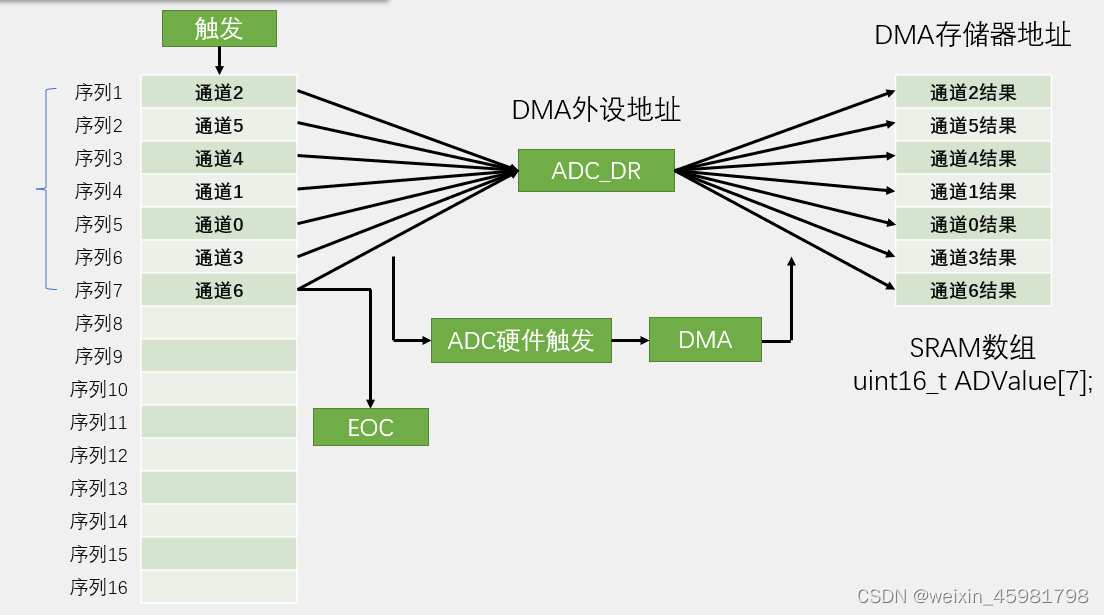 触发
DMA存储器地址
序列1 通道2 通道2结果
DMA外设地址
序列2 通道5 通道5结果
序列3 通道4 通道4结果
ADC_DR
序列4 通道1 通道1结果
序列5 通道0 通道0结果
序列6 通道3 通道3结果
序列7 通道6 通道6结果
序列8
ADC硬件触发 DMA
SRAM数组
序列9
uint16_t ADValue[7];
序列10
序列11
EOC
序列12
序列13
序列14
序列15
序列16
CSDN @weixin_45981798